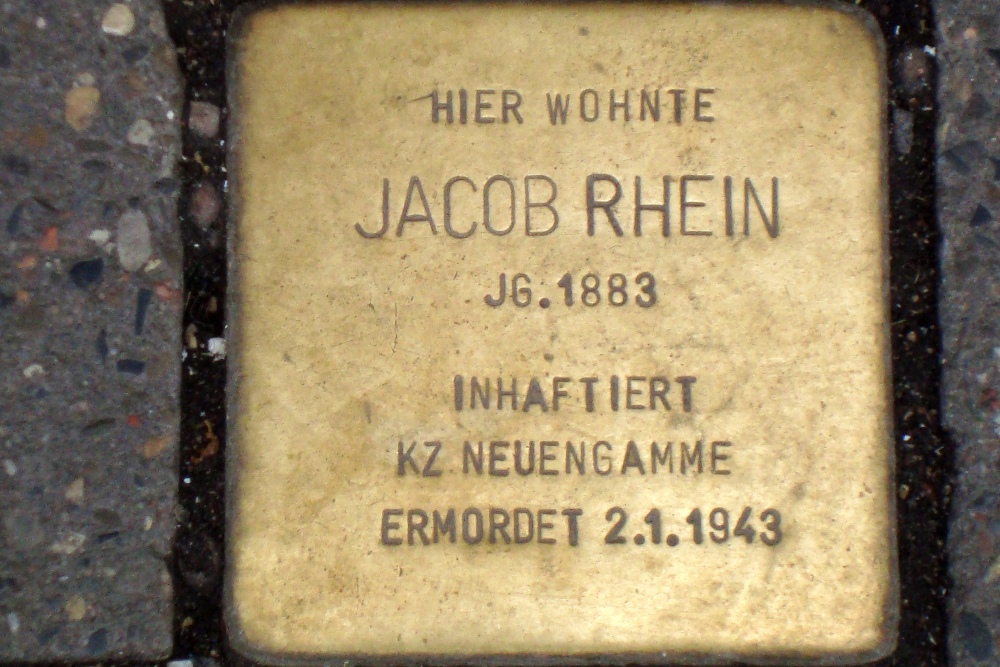 HIER WOHNTE
JACOB RHEIN
JG. 1883
INHAFTIERT
KZ NEUENGAMME
ERMORDET 2.1.1943